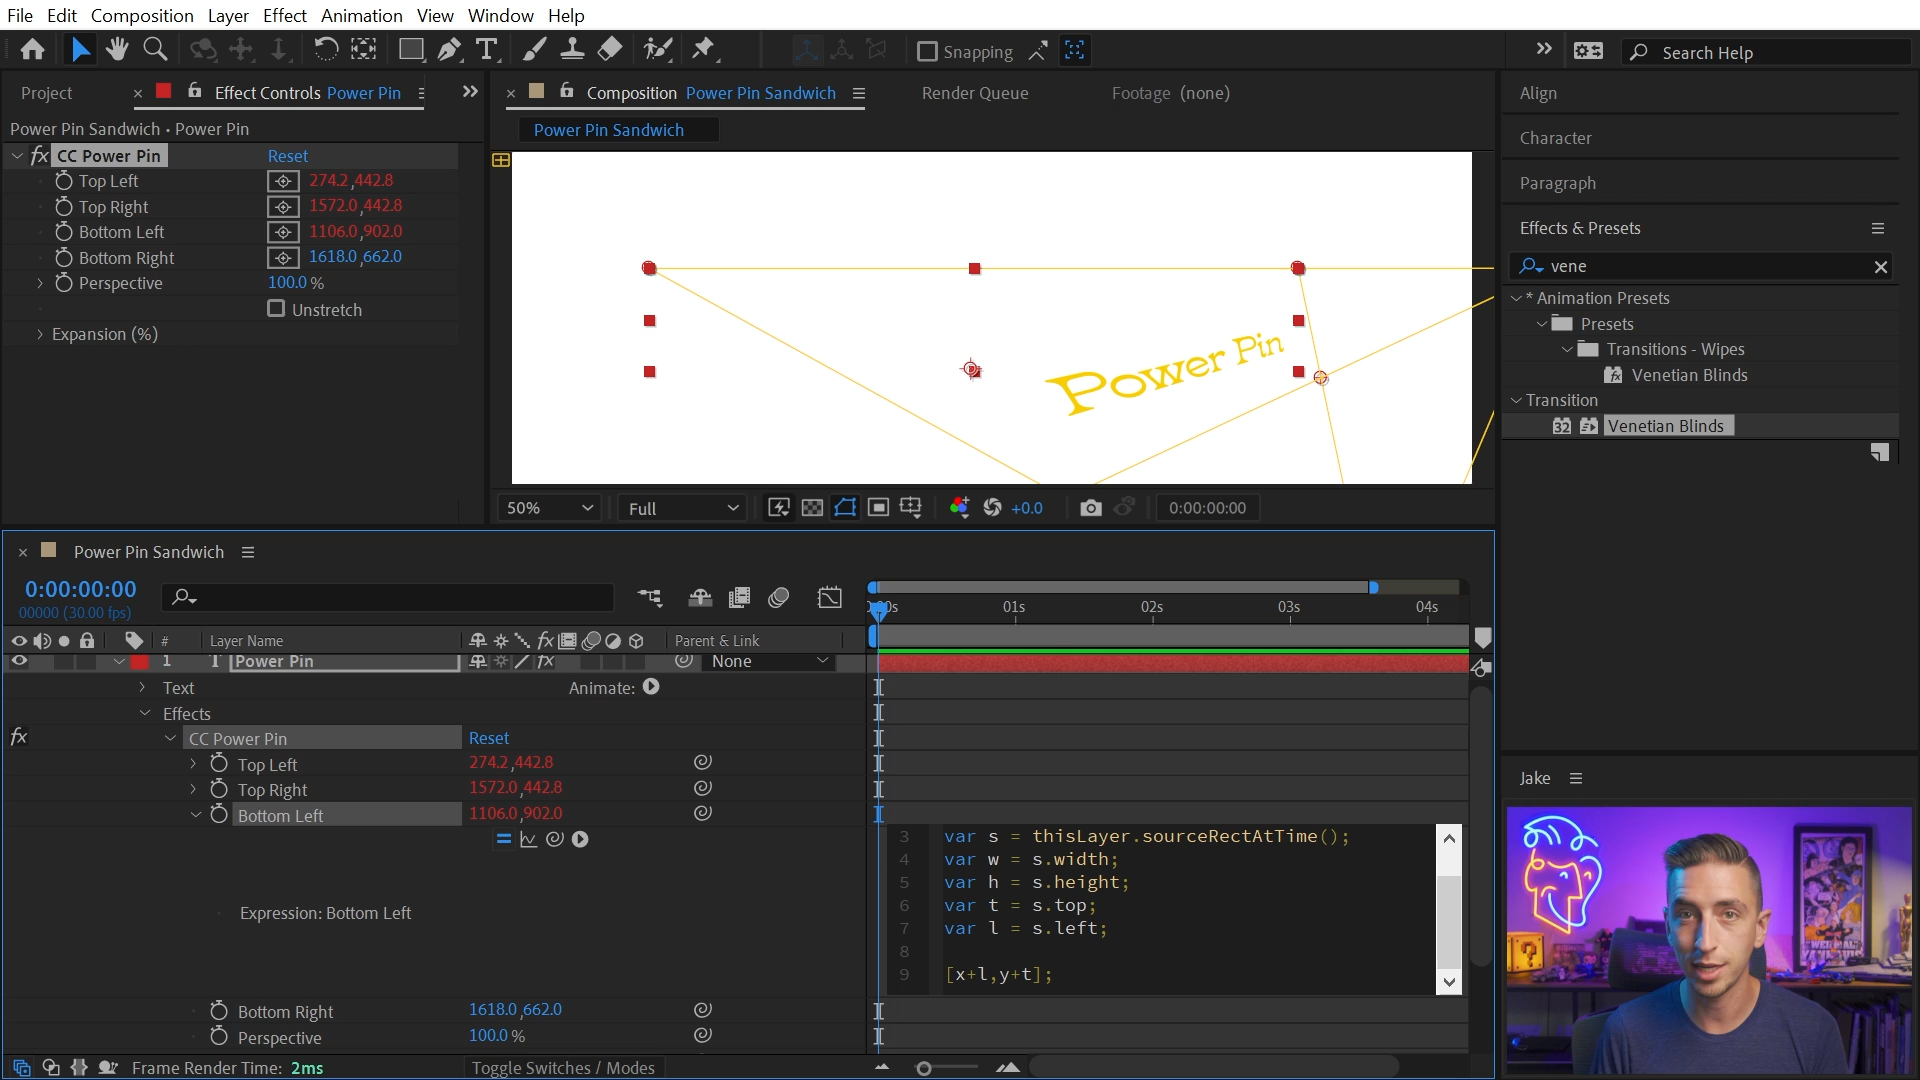 File Edit Composition Layer Effect Animation View Window Help
Snapping
Search Help
Project
Effect Controls Power Pin
Composition Power Pin Sandwich
Render Queue
Footage (none)
Power Pin Sandwich • Power Pin
Power Pin Sandwich
fx CC Power Pin Reset
Top Left 274.2,442.8
Top Right 1572.0,442.8
Bottom Left 1106.0,902.0
Bottom Right 1618.0,662.0
Perspective 100.0 %
Unstretch
Expansion (%)
Power Pin
50% Full +0.0 0:00:00:00
Align
Character
Paragraph
Effects & Presets
vene
* Animation Presets
Presets
Transitions - Wipes
Venetian Blinds
Transition
32 Venetian Blinds
Power Pin Sandwich
0:00:00:00
00000 (30.00 fps)
01s 02s 03s 04s
# Layer Name fx Parent & Link
1 T Power Pin fx None
Text Animate:
Effects
fx CC Power Pin Reset
Top Left 274.2,442.8
Top Right 1572.0,442.8
Bottom Left 1106.0,902.0
Expression: Bottom Left
3 var s = thisLayer.sourceRectAtTime();
4 var w = s.width;
5 var h = s.height;
6 var t = s.top;
7 var l = s.left;
8
9 [x+l,y+t];
Bottom Right 1618.0,662.0
Perspective 100.0 %
Frame Render Time: 2ms
Toggle Switches / Modes
Jake